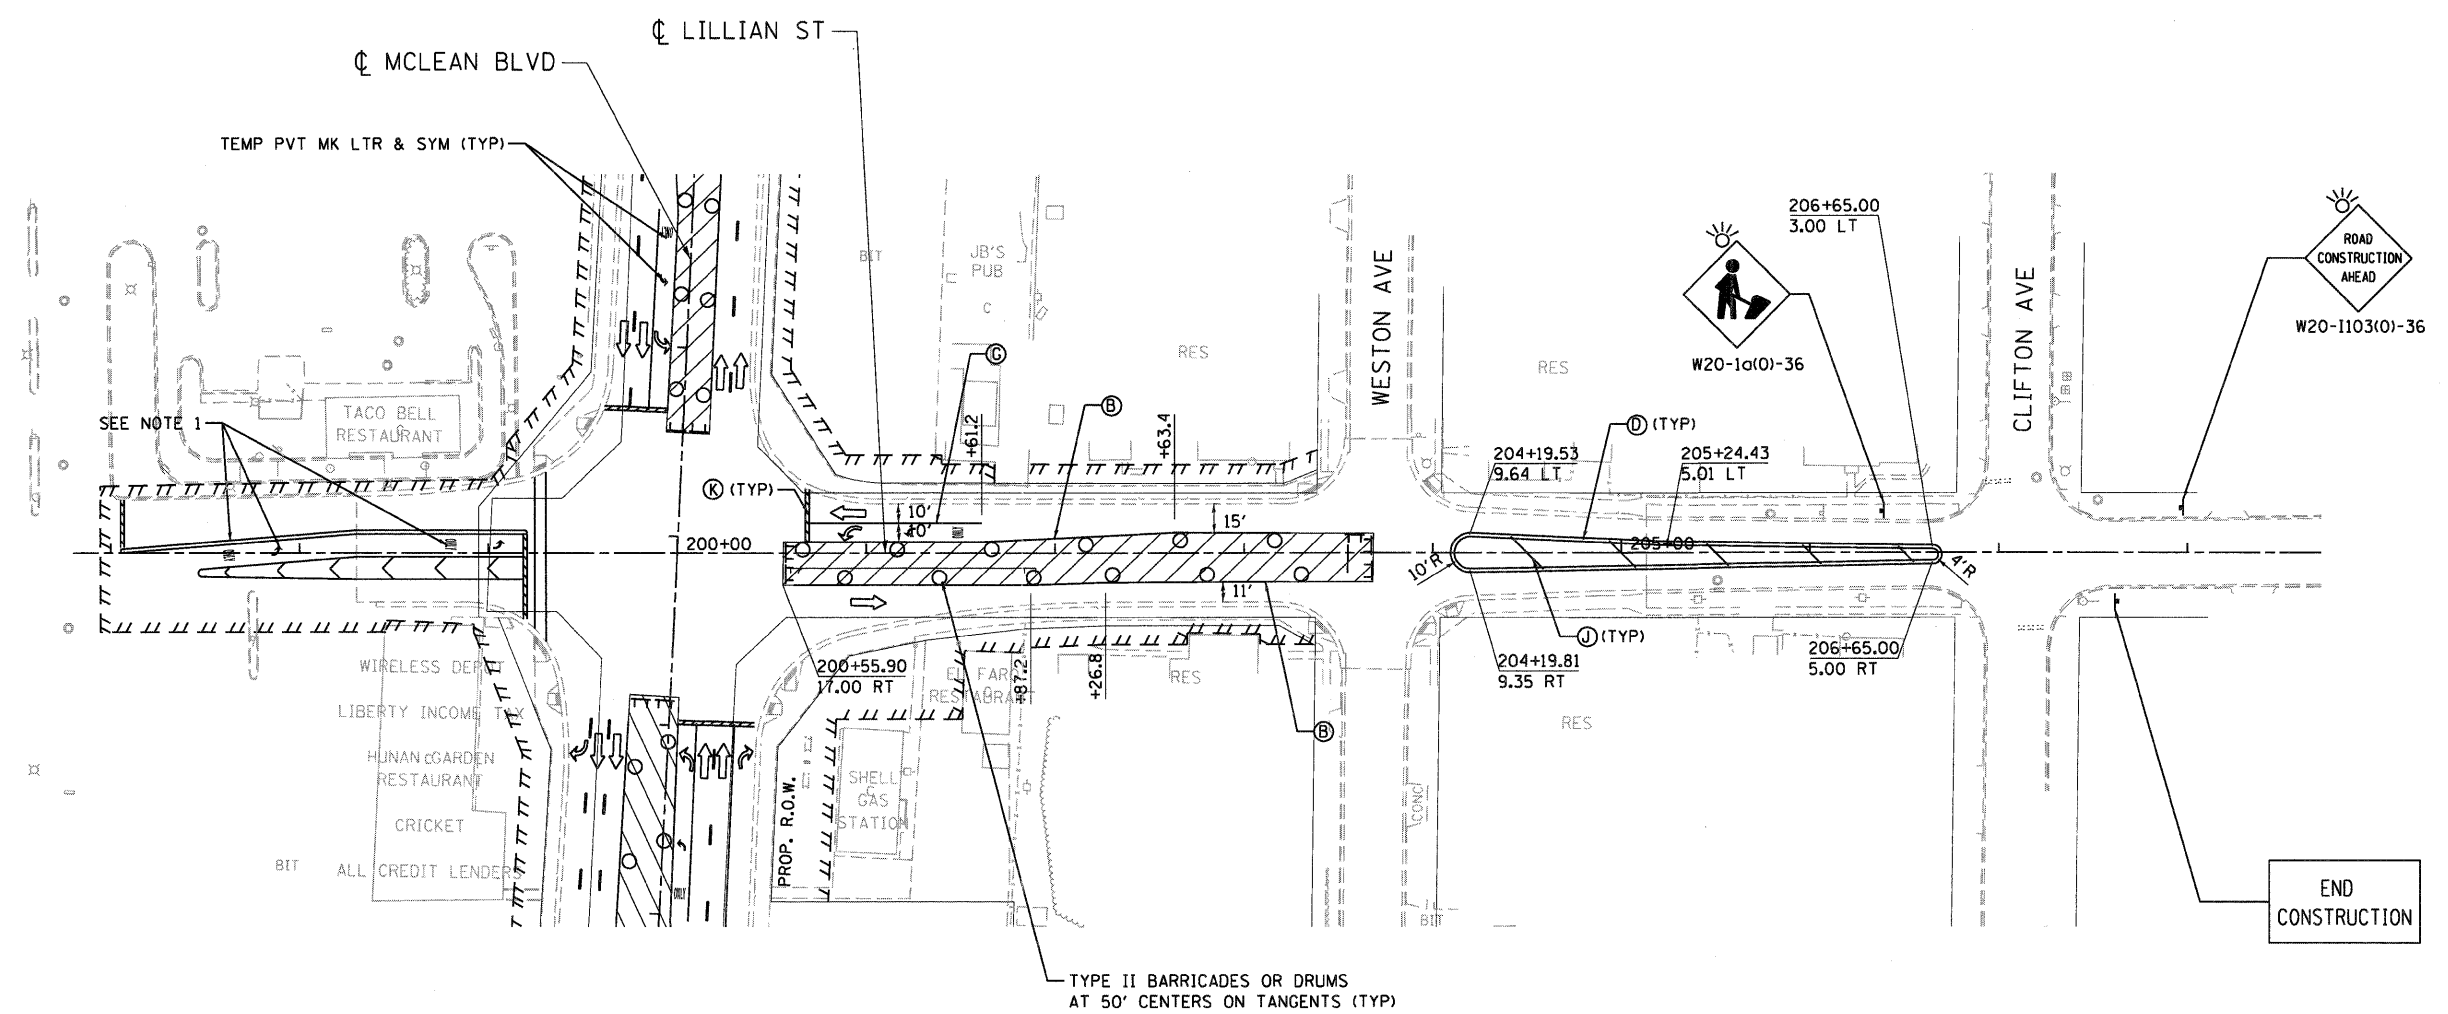 ℄ LILLIAN ST
℄ MCLEAN BLVD
TEMP PVT MK LTR & SYM (TYP)
206+65.00
3.00 LT
ROAD
CONSTRUCTION
AHEAD
W20-I103(0)-36
W20-1a(0)-36
BIT
JB'S
PUB
C
RES
RES
WESTON AVE
CLIFTON AVE
G
B
TACO BELL
C
RESTAURANT
SEE NOTE 1
+61.2
+63.4
D (TYP)
204+19.53
9.64 LT
205+24.43
5.01 LT
K (TYP)
10'
10'
15'
200+00
205+00
10'R
4'R
11'
J (TYP)
200+55.90
17.00 RT
+87.2
+26.8
204+19.81
9.35 RT
206+65.00
5.00 RT
WIRELESS DEPOT
LIBERTY INCOME TAX
HUNAN GARDEN
C
RESTAURANT
CRICKET
ALL CREDIT LENDERS
BIT
ONLY
PROP. R.O.W.
SHELL
C
GAS
STATION
EL FARO
C
RESTAURANT
RES
B
RES
CONC
BIT
END
CONSTRUCTION
TYPE II BARRICADES OR DRUMS
AT 50' CENTERS ON TANGENTS (TYP)